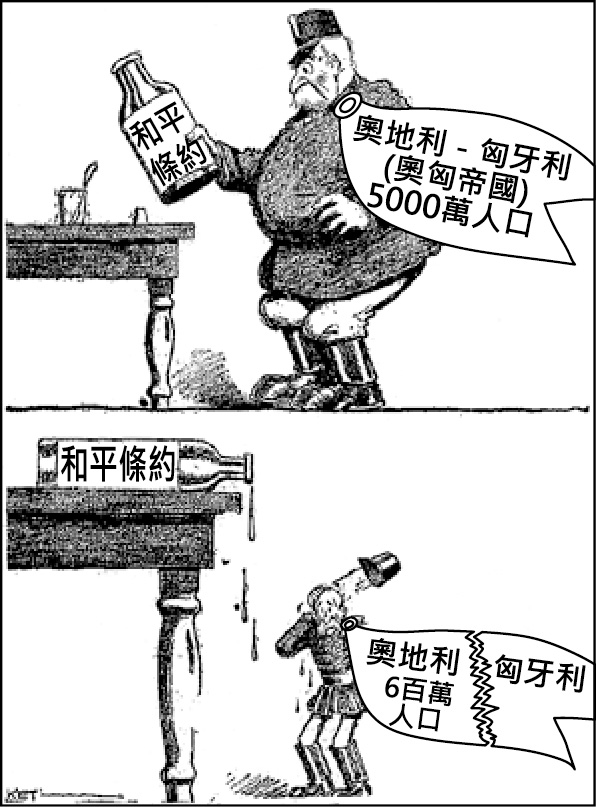 和平
條約
奧地利 - 匈牙利
(奧匈帝國)
5000萬人口
和平條約
奧地利
6百萬
人口
匈牙利
KET